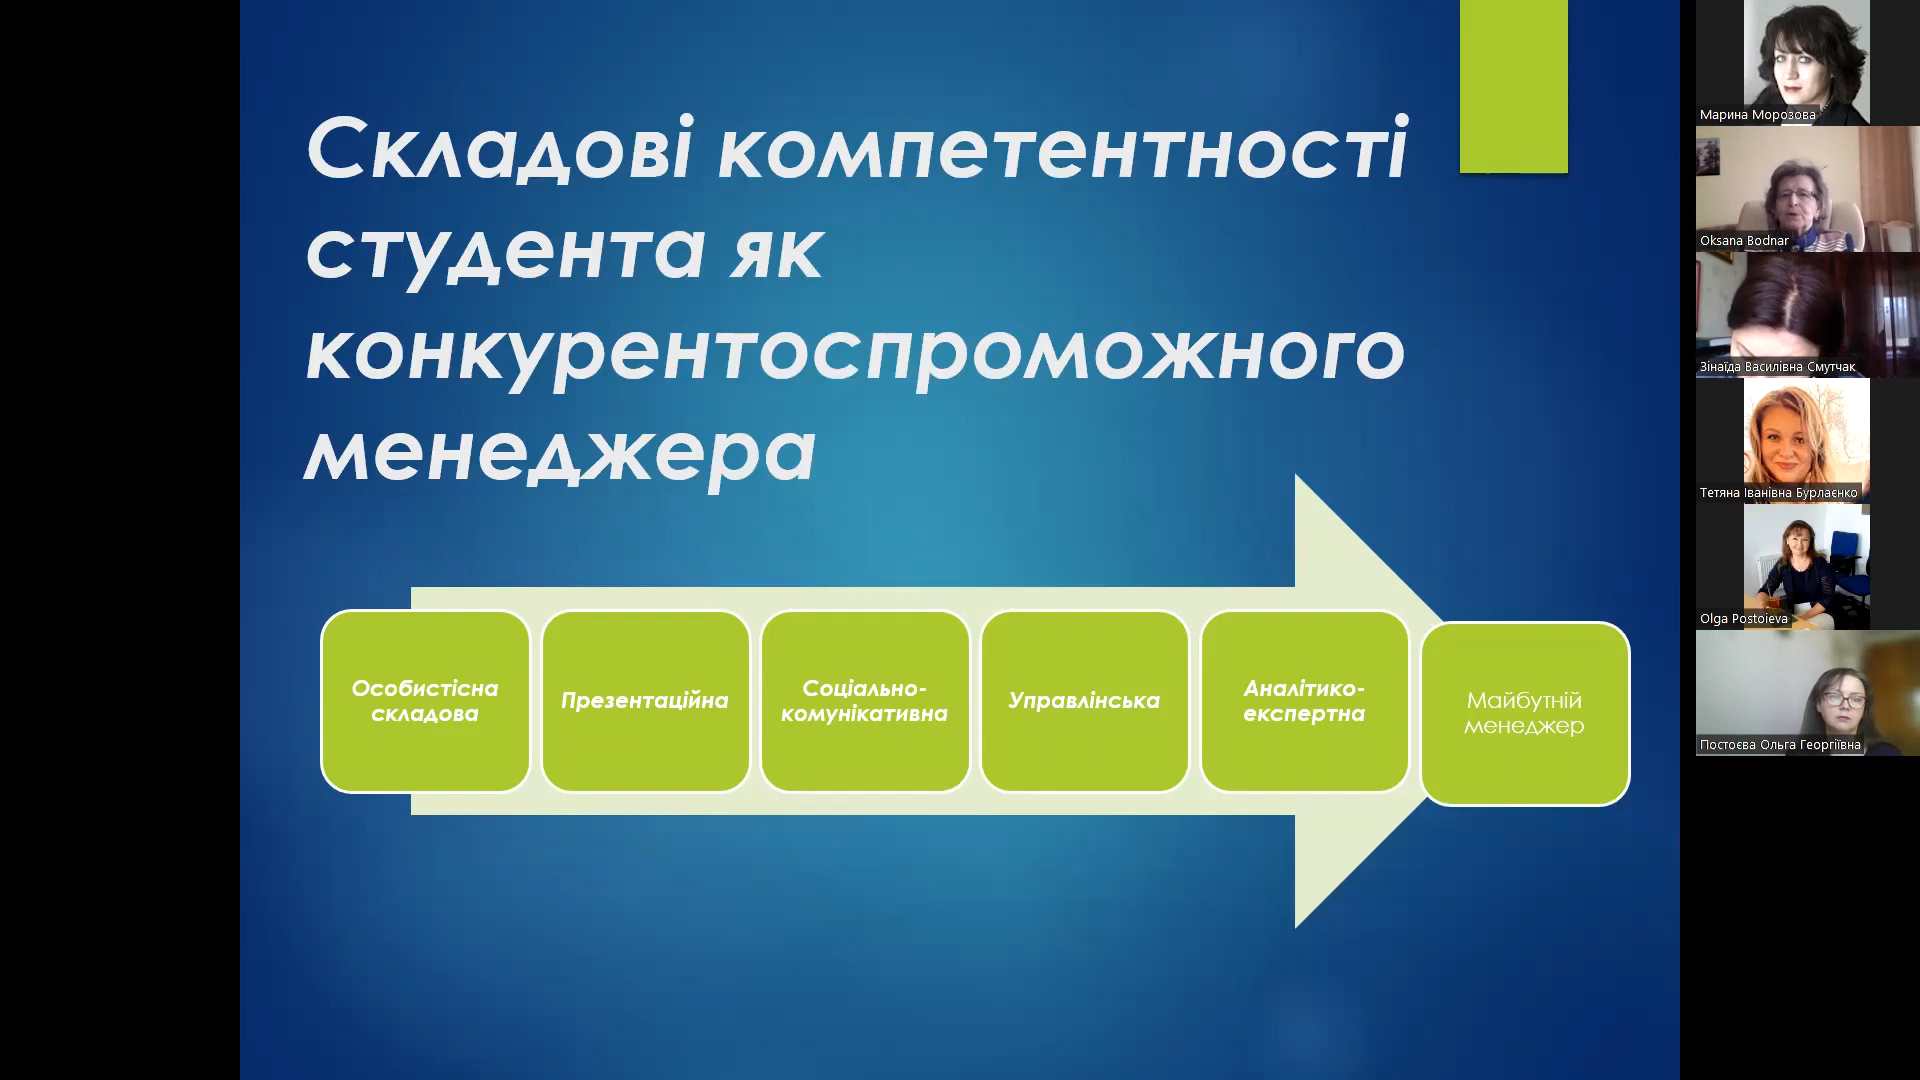 Складові компетентності
студента як
конкурентоспроможного
менеджера
Особистісна
складова
Презентаційна
Соціально-
комунікативна
Управлінська
Аналітико-
експертна
Майбутній
менеджер
Марина Морозова
Oksana Bodnar
Зінаїда Василівна Смутчак
Тетяна Іванівна Бурлаєнко
Olga Postoieva
Постоєва Ольга Георгіївна